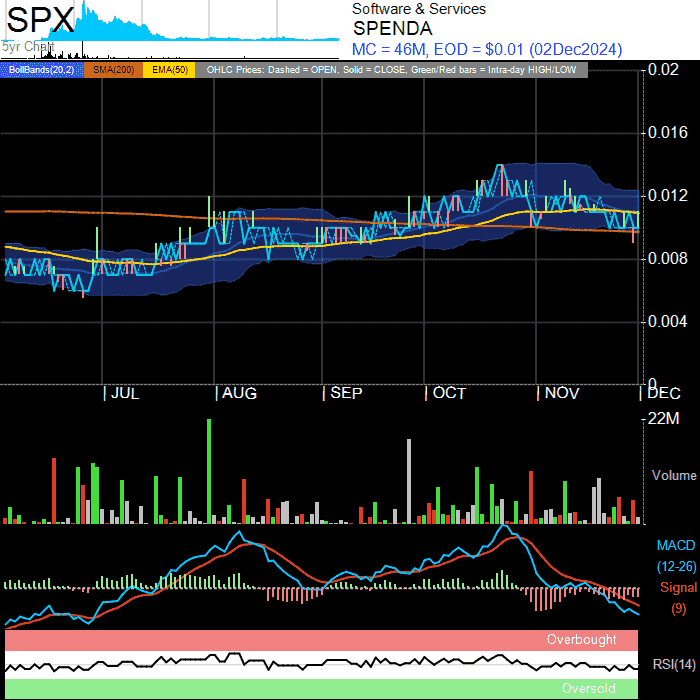 SPX
5yr Chart
Software & Services
SPENDA
MC = 46M, EOD = $0.01 (02Dec2024)
BollBands(20,2) SMA(200) EMA(50) OHLC Prices: Dashed = OPEN, Solid = CLOSE, Green/Red bars = Intra-day HIGH/LOW
0.02
0.016
0.012
0.008
0.004
0
JUL AUG SEP OCT NOV DEC
22M
Volume
MACD
(12-26)
Signal
(9)
Overbought
RSI(14)
Oversold